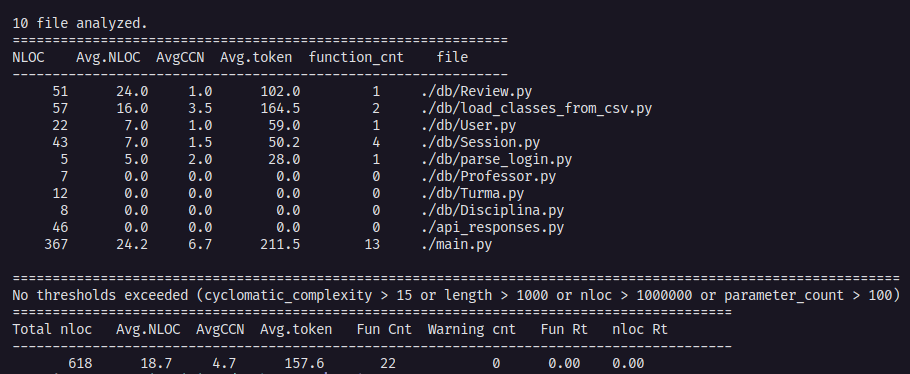 10 file analyzed.
==============================================================
NLOC    Avg.NLOC  AvgCCN  Avg.token  function_cnt    file
--------------------------------------------------------------
     51      24.0     1.0      102.0         1     ./db/Review.py
     57      16.0     3.5      164.5         2     ./db/load_classes_from_csv.py
     22       7.0     1.0       59.0         1     ./db/User.py
     43       7.0     1.5       50.2         4     ./db/Session.py
      5       5.0     2.0       28.0         1     ./db/parse_login.py
      7       0.0     0.0        0.0         0     ./db/Professor.py
     12       0.0     0.0        0.0         0     ./db/Turma.py
      8       0.0     0.0        0.0         0     ./db/Disciplina.py
     46       0.0     0.0        0.0         0     ./api_responses.py
    367      24.2     6.7      211.5        13     ./main.py
===============================================================================================================
No thresholds exceeded (cyclomatic_complexity > 15 or length > 1000 or nloc > 1000000 or parameter_count > 100)
==========================================================================================
Total nloc   Avg.NLOC  AvgCCN  Avg.token   Fun Cnt  Warning cnt   Fun Rt   nloc Rt
------------------------------------------------------------------------------------------
       618      18.7     4.7      157.6       22            0      0.00    0.00